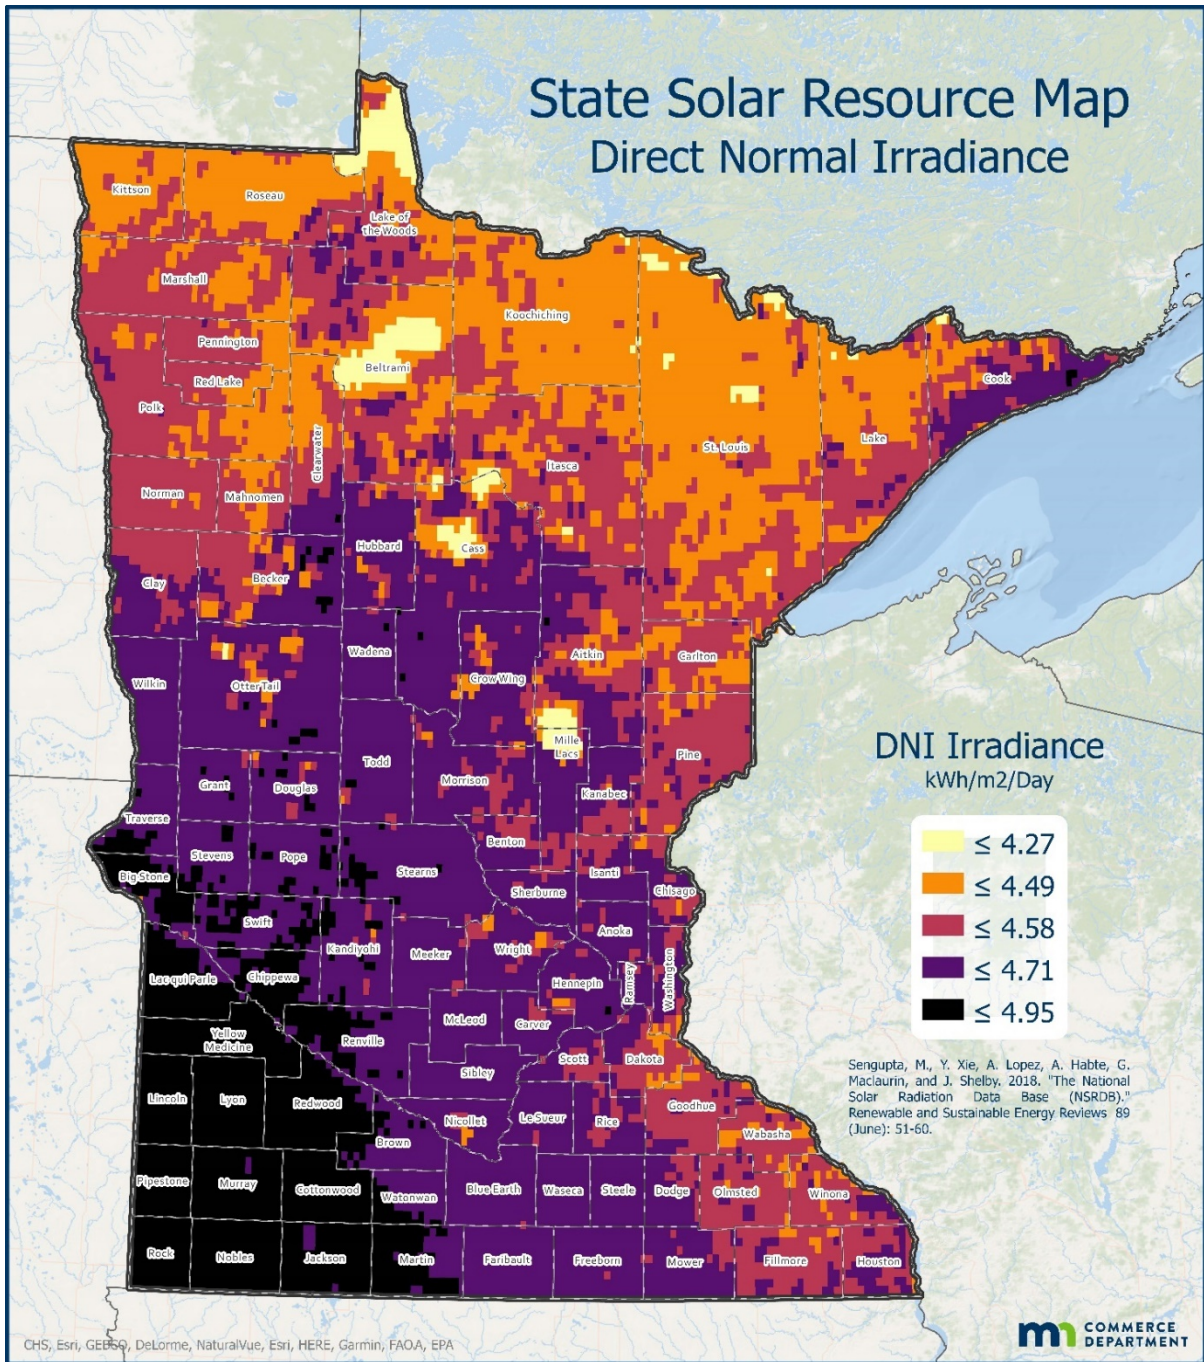 State Solar Resource Map
Direct Normal Irradiance
Kittson
Roseau
Lake of
the Woods
Marshall
Koochiching
Pennington
Beltrami
Red Lake
Cook
Polk
Clearwater
St. Louis
Lake
Itasca
Norman
Mahnomen
Hubbard
Cass
Clay
Becker
Wadena
Aitkin
Carlton
Wilkin
Otter Tail
Crow Wing
Mille
Lacs
Pine
Todd
Morrison
Grant
Douglas
Kanabec
Traverse
Benton
Stevens
Pope
Stearns
Big Stone
Isanti
Sherburne
Chisago
Swift
Anoka
Kandiyohi
Meeker
Wright
Lac qui Parle
Chippewa
Hennepin
Ramsey
Washington
McLeod
Carver
Yellow
Medicine
Renville
Scott
Dakota
Sibley
Lincoln
Lyon
Redwood
Goodhue
Nicollet
Le Sueur
Rice
Brown
Wabasha
Pipestone
Murray
Cottonwood
Watonwan
Blue Earth
Waseca
Steele
Dodge
Olmsted
Winona
Rock
Nobles
Jackson
Martin
Faribault
Freeborn
Mower
Fillmore
Houston
DNI Irradiance
kWh/m2/Day
≤ 4.27
≤ 4.49
≤ 4.58
≤ 4.71
≤ 4.95
Sengupta, M., Y. Xie, A. Lopez, A. Habte, G.
Maclaurin, and J. Shelby. 2018. "The National
Solar Radiation Data Base (NSRDB)."
Renewable and Sustainable Energy Reviews 89
(June): 51-60.
CHS, Esri, GEBCO, DeLorme, NaturalVue, Esri, HERE, Garmin, FAOA, EPA
mn COMMERCE
DEPARTMENT